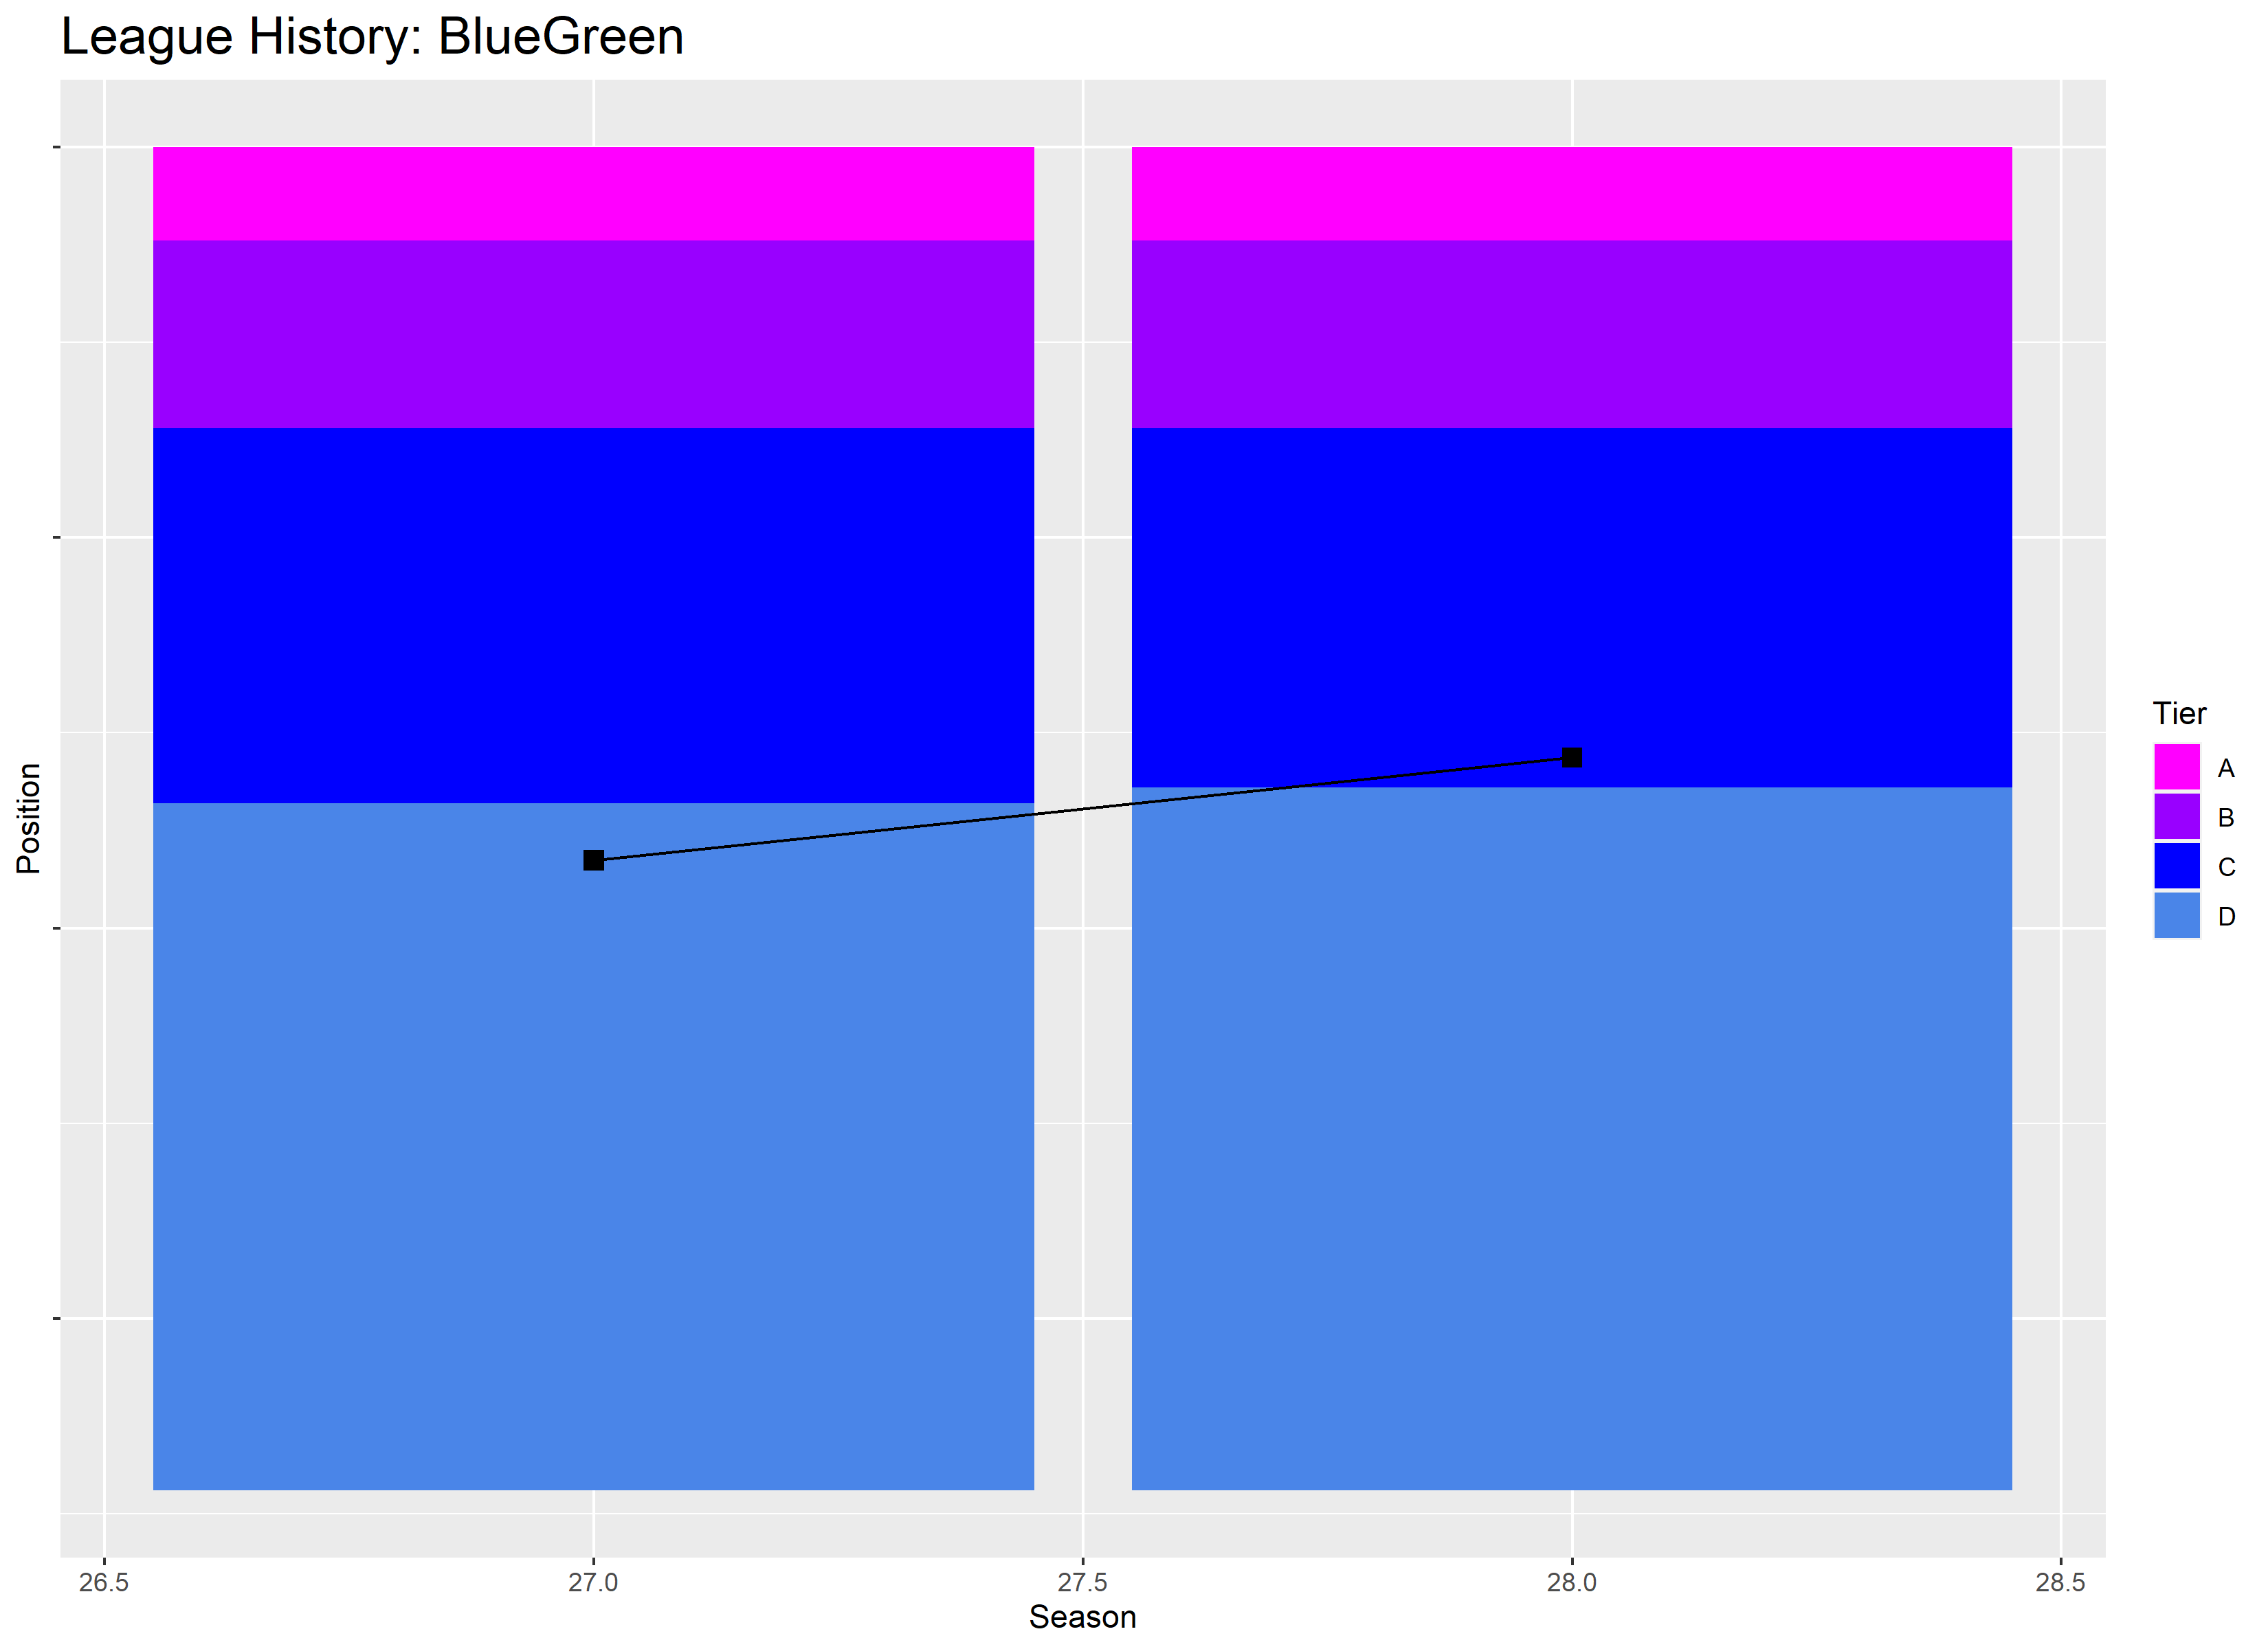 League History: BlueGreen
Position
Tier
A
B
C
D
26.5 27.0 27.5 28.0 28.5
Season